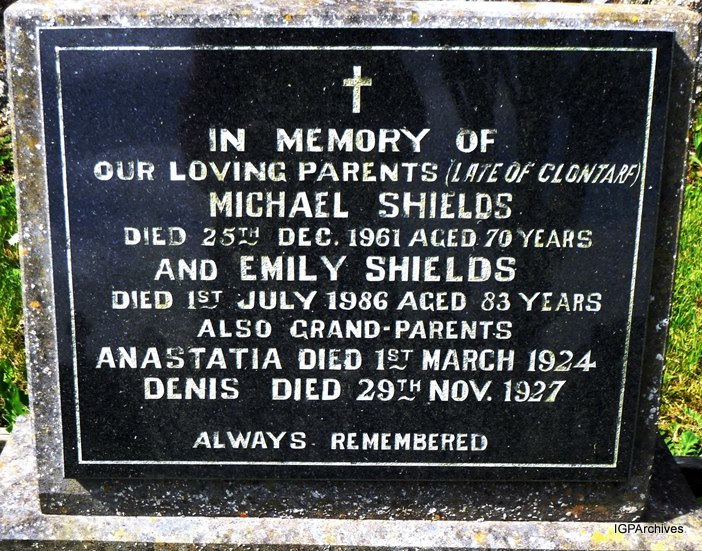 IN MEMORY OF
OUR LOVING PARENTS (LATE OF CLONTARF)
MICHAEL SHIELDS
DIED 25TH DEC. 1961 AGED 70 YEARS
AND EMILY SHIELDS
DIED 1ST JULY 1986 AGED 83 YEARS
ALSO GRAND-PARENTS
ANASTATIA DIED 1ST MARCH 1924
DENIS DIED 29TH NOV. 1927
ALWAYS REMEMBERED
IGPArchives